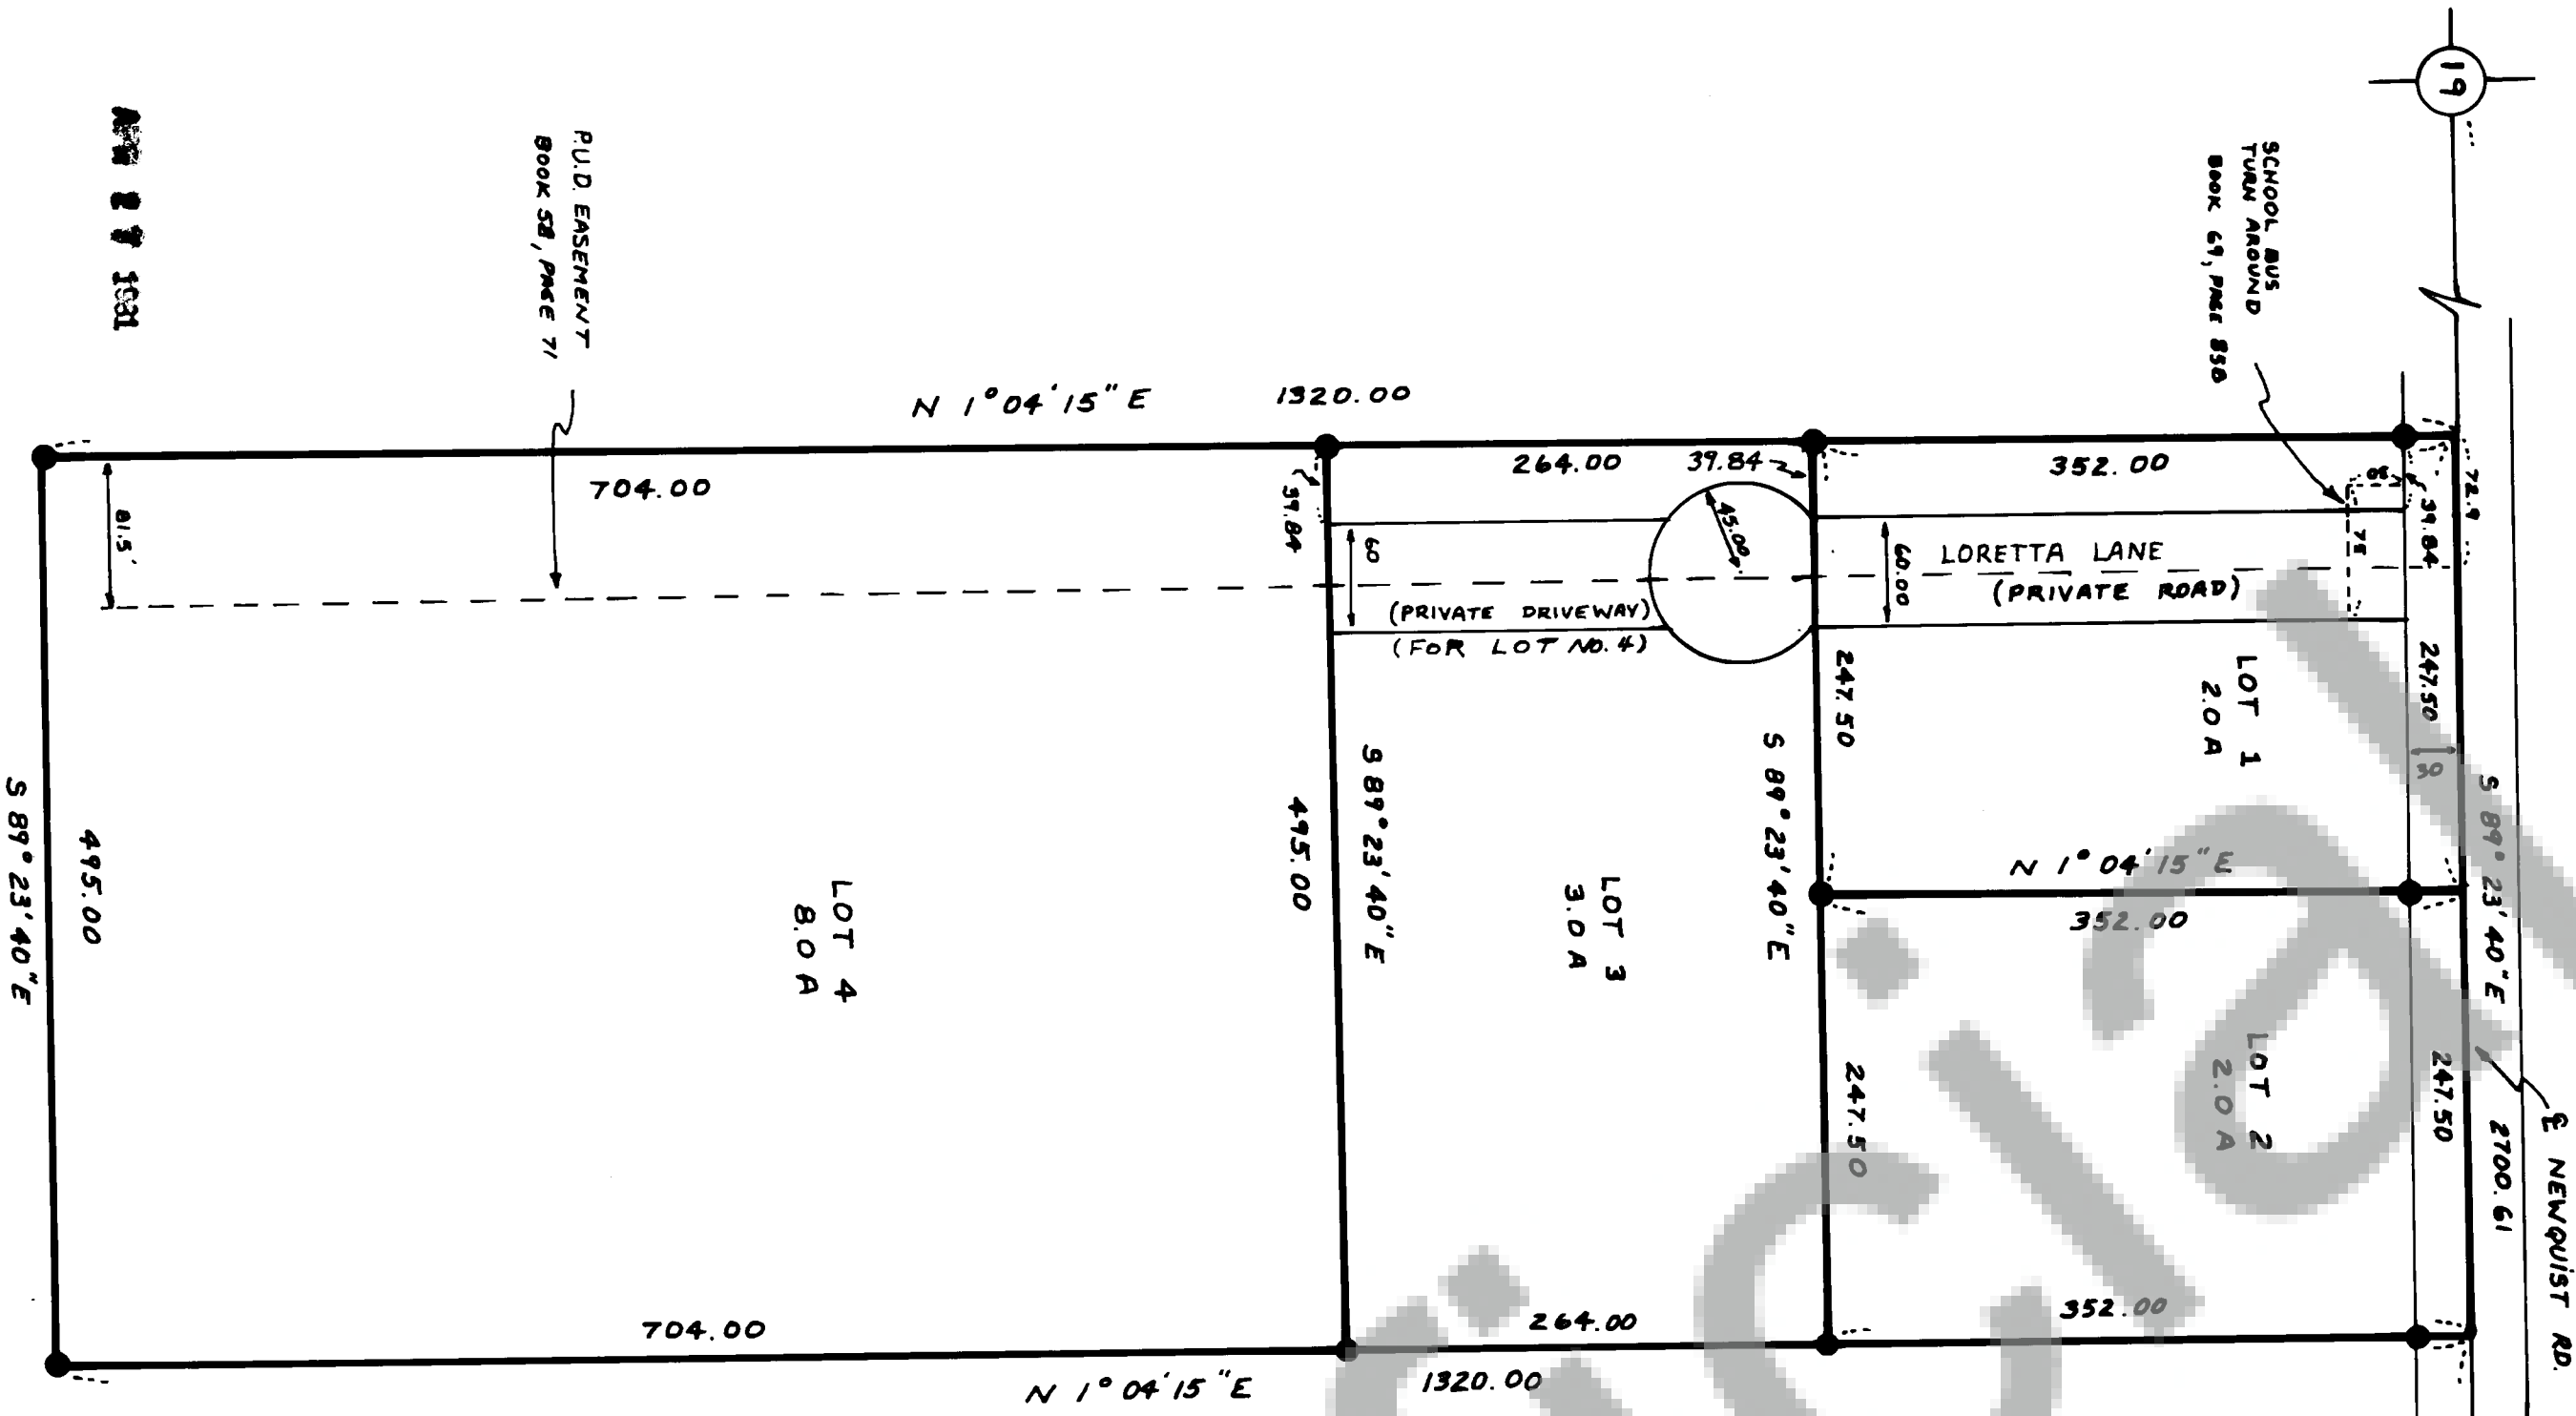 19
SCHOOL BUS
TURN AROUND
BOOK 69, PAGE 858
P.U.D. EASEMENT
BOOK 58, PAGE 71
N 1° 04' 15" E 1320.00
704.00
264.00
39.84
352.00
72.9
39.84
75
81.5'
39.84
60
45.00
60.00
LORETTA LANE
(PRIVATE ROAD)
(PRIVATE DRIVEWAY)
(FOR LOT NO. 4)
247.50
247.50
LOT 1
2.0 A
30
S 89° 23' 40" E
2700.61
℄ NEWQUIST RD.
N 1° 04' 15" E
352.00
S 89° 23' 40" E
LOT 2
2.0 A
247.50
247.50
S 89° 23' 40" E
495.00
LOT 3
3.0 A
LOT 4
8.0 A
495.00
S 89° 23' 40" E
704.00
264.00
352.00
N 1° 04' 15" E 1320.00